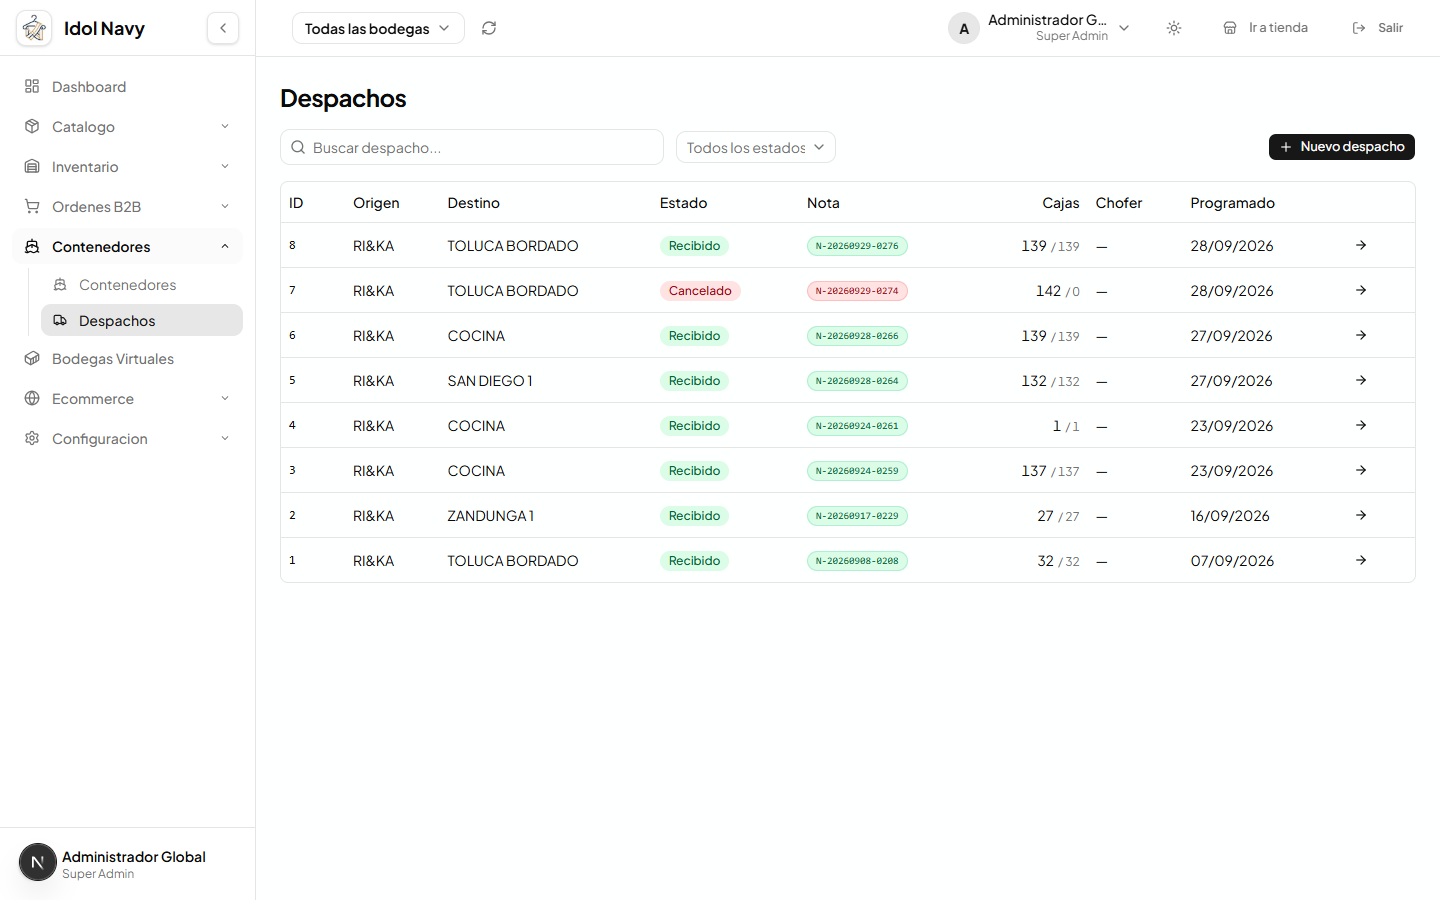 Idol Navy
Todas las bodegas
A
Administrador G...
Super Admin
Ir a tienda
Salir
Dashboard
Catalogo
Inventario
Ordenes B2B
Contenedores
Contenedores
Despachos
Bodegas Virtuales
Ecommerce
Configuracion
N
Administrador Global
Super Admin
Despachos
Buscar despacho...
Todos los estados
Nuevo despacho
ID Origen Destino Estado Nota Cajas Chofer Programado
8 RI&KA TOLUCA BORDADO Recibido N-20260929-0276 139 / 139 — 28/09/2026
7 RI&KA TOLUCA BORDADO Cancelado N-20260929-0274 142 / 0 — 28/09/2026
6 RI&KA COCINA Recibido N-20260928-0266 139 / 139 — 27/09/2026
5 RI&KA SAN DIEGO 1 Recibido N-20260928-0264 132 / 132 — 27/09/2026
4 RI&KA COCINA Recibido N-20260924-0261 1 / 1 — 23/09/2026
3 RI&KA COCINA Recibido N-20260924-0259 137 / 137 — 23/09/2026
2 RI&KA ZANDUNGA 1 Recibido N-20260917-0229 27 / 27 — 16/09/2026
1 RI&KA TOLUCA BORDADO Recibido N-20260908-0208 32 / 32 — 07/09/2026